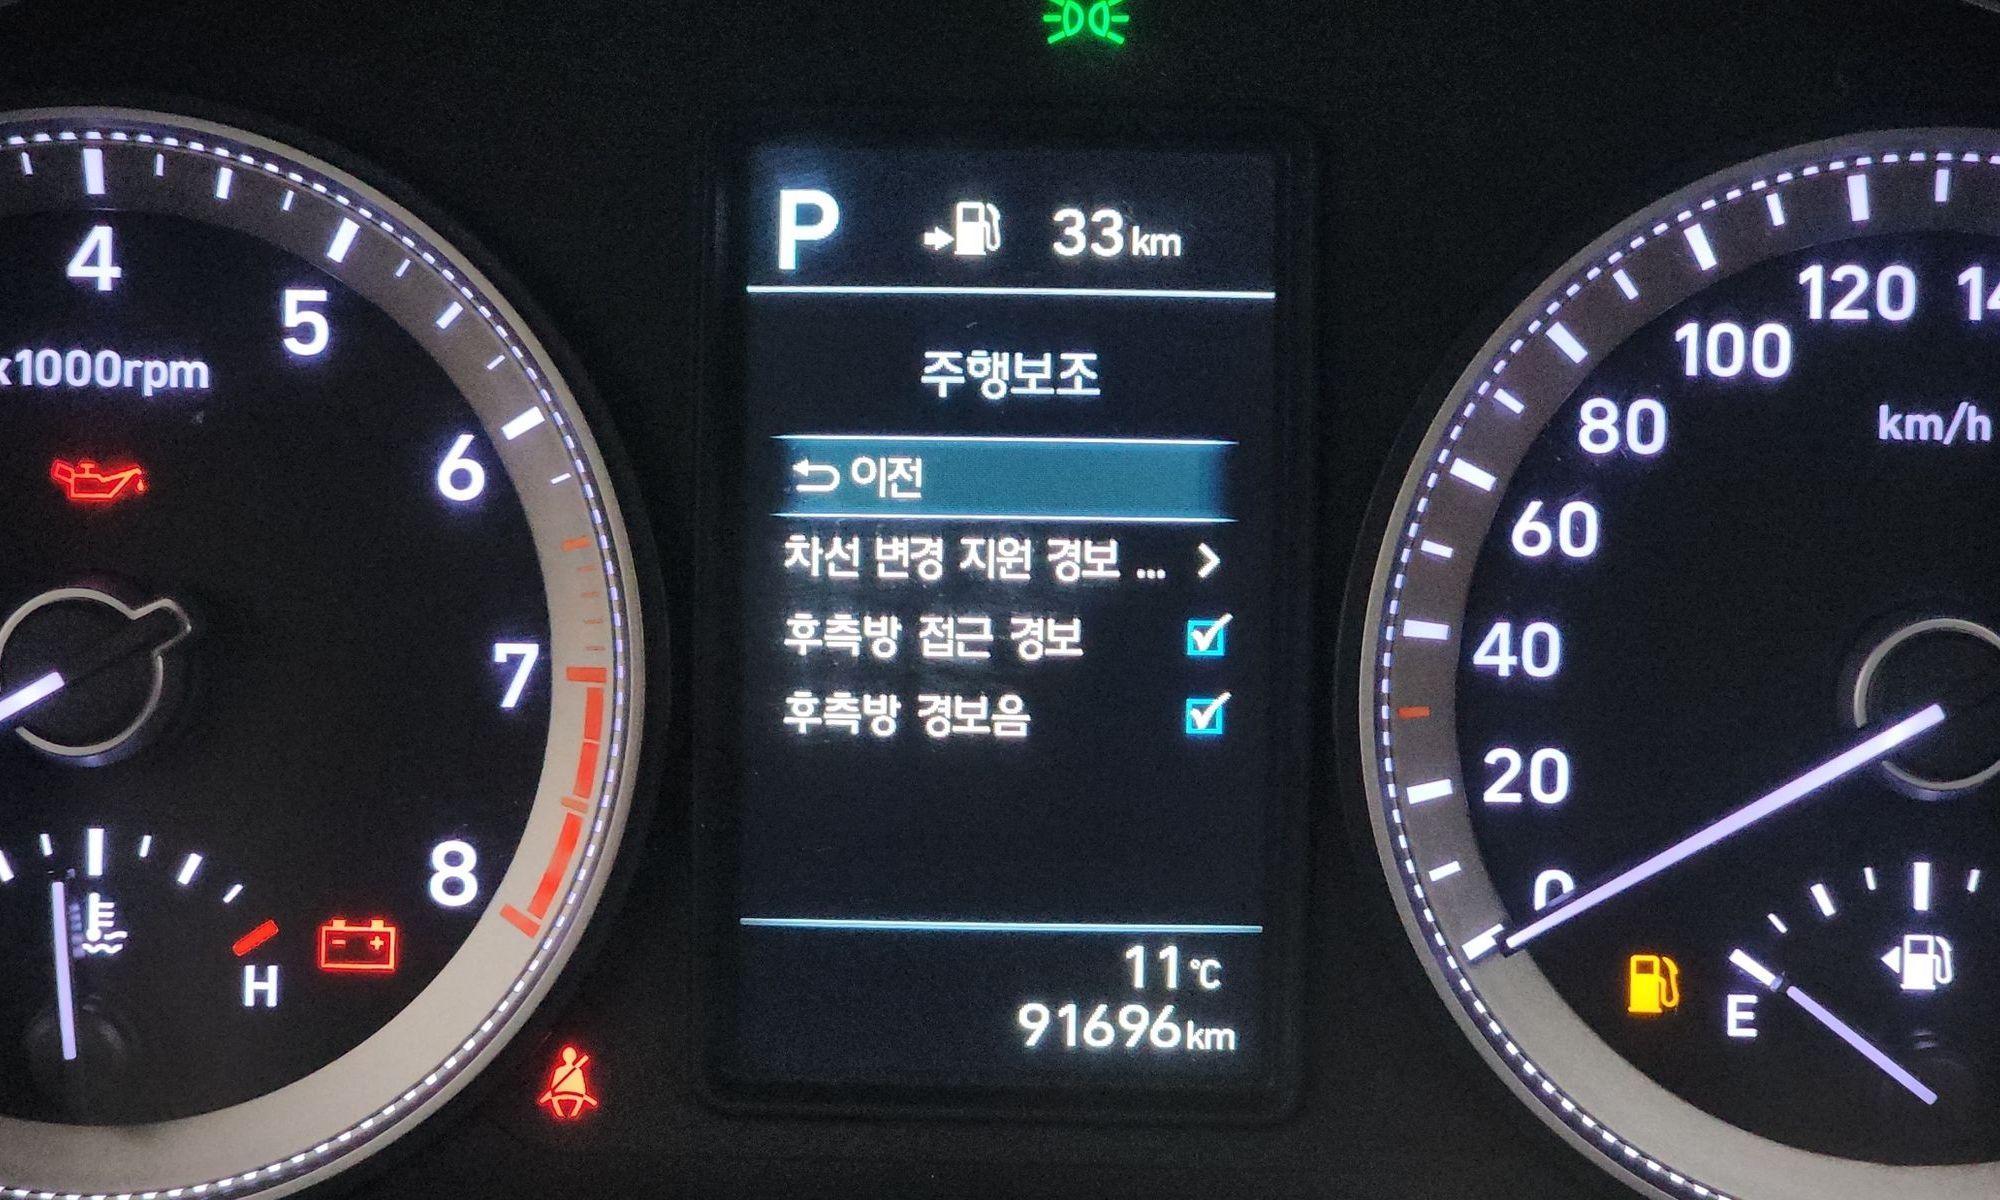 P 33km
주행보조
이전
차선 변경 지원 경보 ...
후측방 접근 경보
후측방 경보음
11℃
91696km
4
5
6
7
8
x1000rpm
H
- +
120
100
80
60
40
20
0
km/h
E